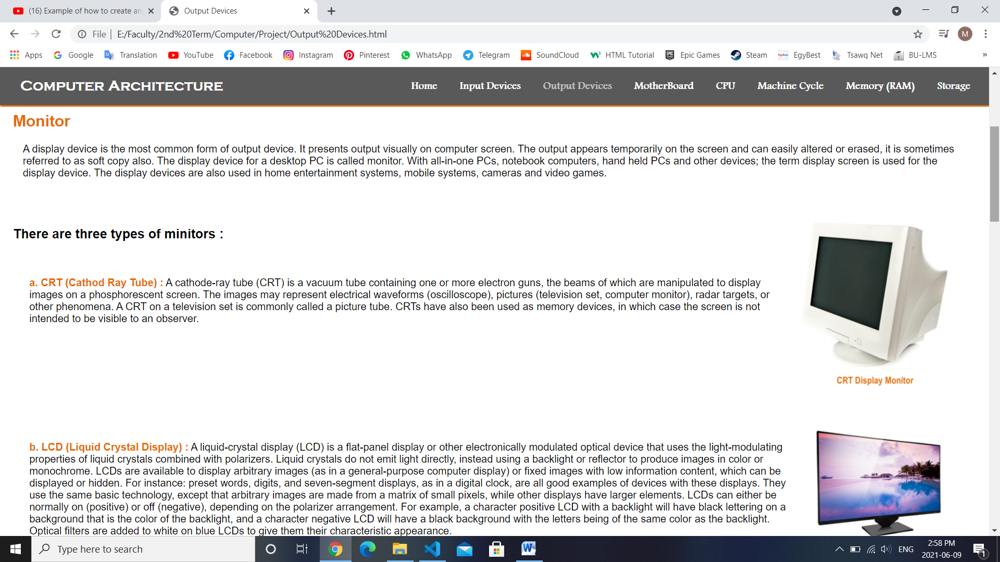 (16) Example of how to create an
Output Devices
File
E:/Faculty/2nd%20Term/Computer/Project/Output%20Devices.html
M
Apps
Google
Translation
YouTube
Facebook
Instagram
Pinterest
WhatsApp
Telegram
SoundCloud
HTML Tutorial
Epic Games
Steam
EgyBest
Tsawq Net
BU-LMS
»
Computer Architecture
Home
Input Devices
Output Devices
MotherBoard
CPU
Machine Cycle
Memory (RAM)
Storage
Monitor
A display device is the most common form of output device. It presents output visually on computer screen. The output appears temporarily on the screen and can easily altered or erased, it is sometimes
referred to as soft copy also. The display device for a desktop PC is called monitor. With all-in-one PCs, notebook computers, hand held PCs and other devices; the term display screen is used for the
display device. The display devices are also used in home entertainment systems, mobile systems, cameras and video games.
There are three types of minitors :
a. CRT (Cathod Ray Tube) : A cathode-ray tube (CRT) is a vacuum tube containing one or more electron guns, the beams of which are manipulated to display
images on a phosphorescent screen. The images may represent electrical waveforms (oscilloscope), pictures (television set, computer monitor), radar targets, or
other phenomena. A CRT on a television set is commonly called a picture tube. CRTs have also been used as memory devices, in which case the screen is not
intended to be visible to an observer.
CRT Display Monitor
b. LCD (Liquid Crystal Display) : A liquid-crystal display (LCD) is a flat-panel display or other electronically modulated optical device that uses the light-modulating
properties of liquid crystals combined with polarizers. Liquid crystals do not emit light directly, instead using a backlight or reflector to produce images in color or
monochrome. LCDs are available to display arbitrary images (as in a general-purpose computer display) or fixed images with low information content, which can be
displayed or hidden. For instance: preset words, digits, and seven-segment displays, as in a digital clock, are all good examples of devices with these displays. They
use the same basic technology, except that arbitrary images are made from a matrix of small pixels, while other displays have larger elements. LCDs can either be
normally on (positive) or off (negative), depending on the polarizer arrangement. For example, a character positive LCD with a backlight will have black lettering on a
background that is the color of the backlight, and a character negative LCD will have a black background with the letters being of the same color as the backlight.
Optical filters are added to white on blue LCDs to give them their characteristic appearance.
Type here to search
ENG
2:58 PM
2021-06-09
1